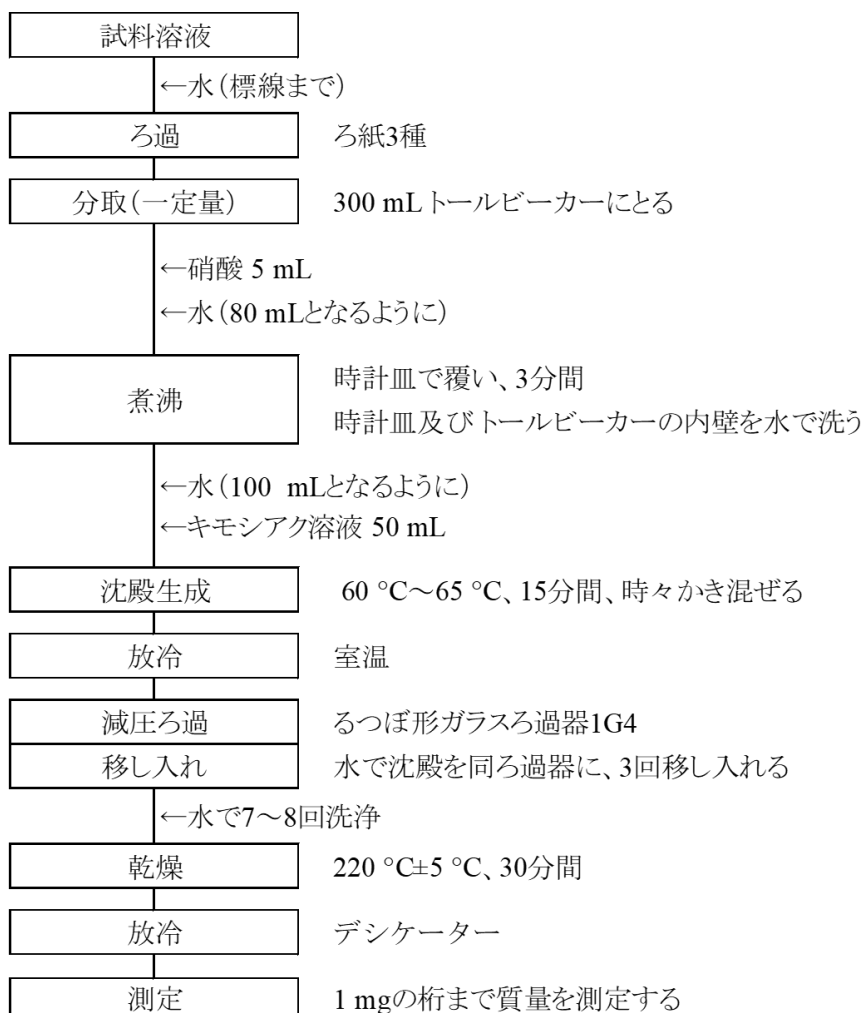 試料溶液
←水(標線まで)
ろ過 ろ紙3種
分取(一定量) 300 mLトールビーカーにとる
←硝酸 5 mL
←水(80 mLとなるように)
煮沸 時計皿で覆い、3分間
時計皿及びトールビーカーの内壁を水で洗う
←水(100 mLとなるように)
←キモシアク溶液 50 mL
沈殿生成 60 °C~65 °C、15分間、時々かき混ぜる
放冷 室温
減圧ろ過 るつぼ形ガラスろ過器1G4
移し入れ 水で沈殿を同ろ過器に、3回移し入れる
←水で7~8回洗浄
乾燥 220 °C±5 °C、30分間
放冷 デシケーター
測定 1 mgの桁まで質量を測定する